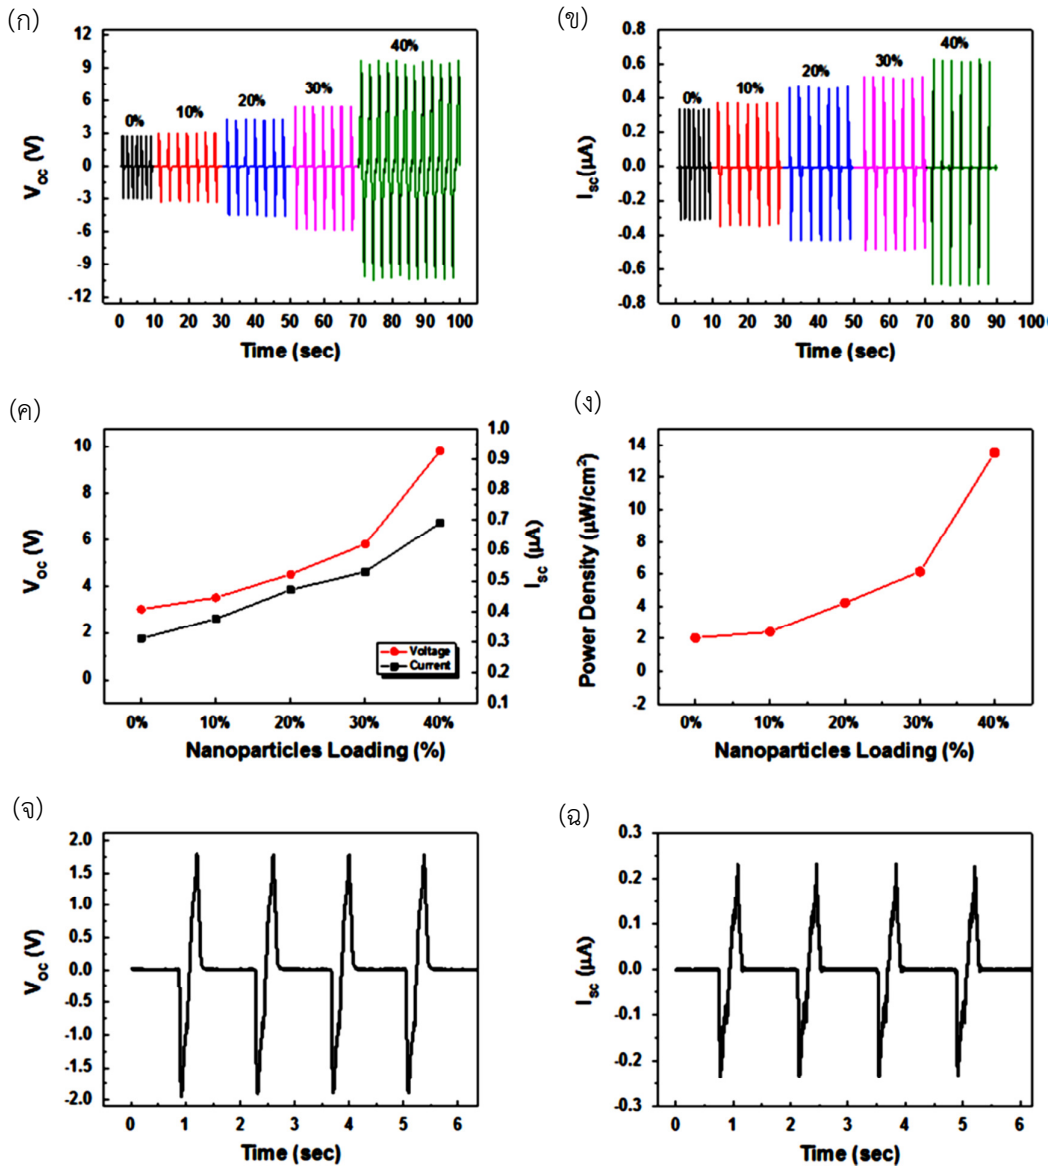 (ก)
12
9
6
3
0
-3
-6
-9
-12
V_oc (V)
0%
10%
20%
30%
40%
0 10 20 30 40 50 60 70 80 90 100
Time (sec)
(ข)
0.8
0.6
0.4
0.2
0.0
-0.2
-0.4
-0.6
-0.8
I_sc(µA)
0%
10%
20%
30%
40%
0 10 20 30 40 50 60 70 80 90 100
Time (sec)
(ค)
10
8
6
4
2
0
V_oc (V)
1.0
0.9
0.8
0.7
0.6
0.5
0.4
0.3
0.2
0.1
I_sc (µA)
Voltage
Current
0% 10% 20% 30% 40%
Nanoparticles Loading (%)
(ง)
14
12
10
8
6
4
2
0
-2
Power Density (µW/cm²)
0% 10% 20% 30% 40%
Nanoparticles Loading (%)
(จ)
2.0
1.5
1.0
0.5
0.0
-0.5
-1.0
-1.5
-2.0
V_oc (V)
0 1 2 3 4 5 6
Time (sec)
(ฉ)
0.3
0.2
0.1
0.0
-0.1
-0.2
-0.3
I_sc (µA)
0 1 2 3 4 5 6
Time (sec)